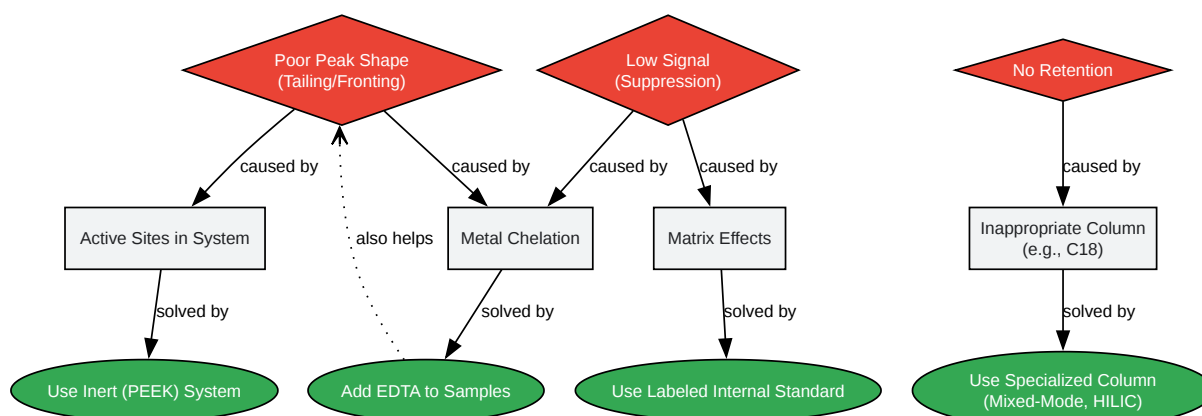 Poor Peak Shape
(Tailing/Fronting)
Low Signal
(Suppression)
No Retention
caused by
caused by
caused by
caused by
caused by
Active Sites in System
also helps
Metal Chelation
Matrix Effects
Inappropriate Column
(e.g., C18)
solved by
solved by
solved by
solved by
Use Inert (PEEK) System
Add EDTA to Samples
Use Labeled Internal Standard
Use Specialized Column
(Mixed-Mode, HILIC)